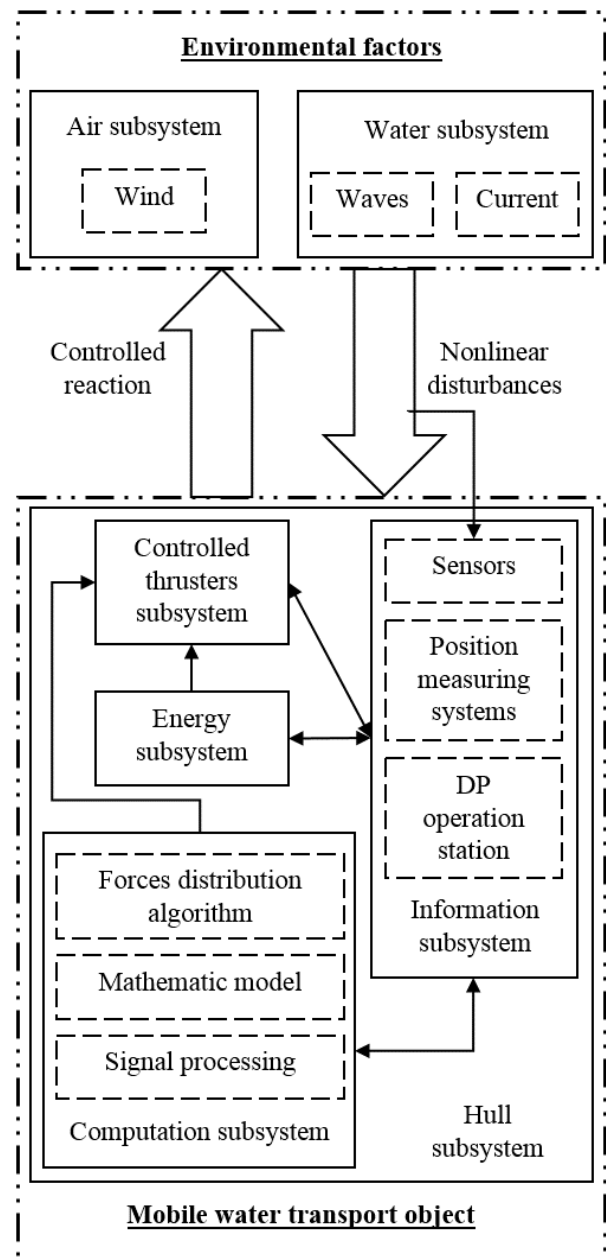 Environmental factors
Air subsystem
Wind
Water subsystem
Waves
Current
Controlled
reaction
Nonlinear
disturbances
Controlled
thrusters
subsystem
Sensors
Position
measuring
systems
Energy
subsystem
DP
operation
station
Information
subsystem
Forces distribution
algorithm
Mathematic model
Signal processing
Computation subsystem
Hull
subsystem
Mobile water transport object